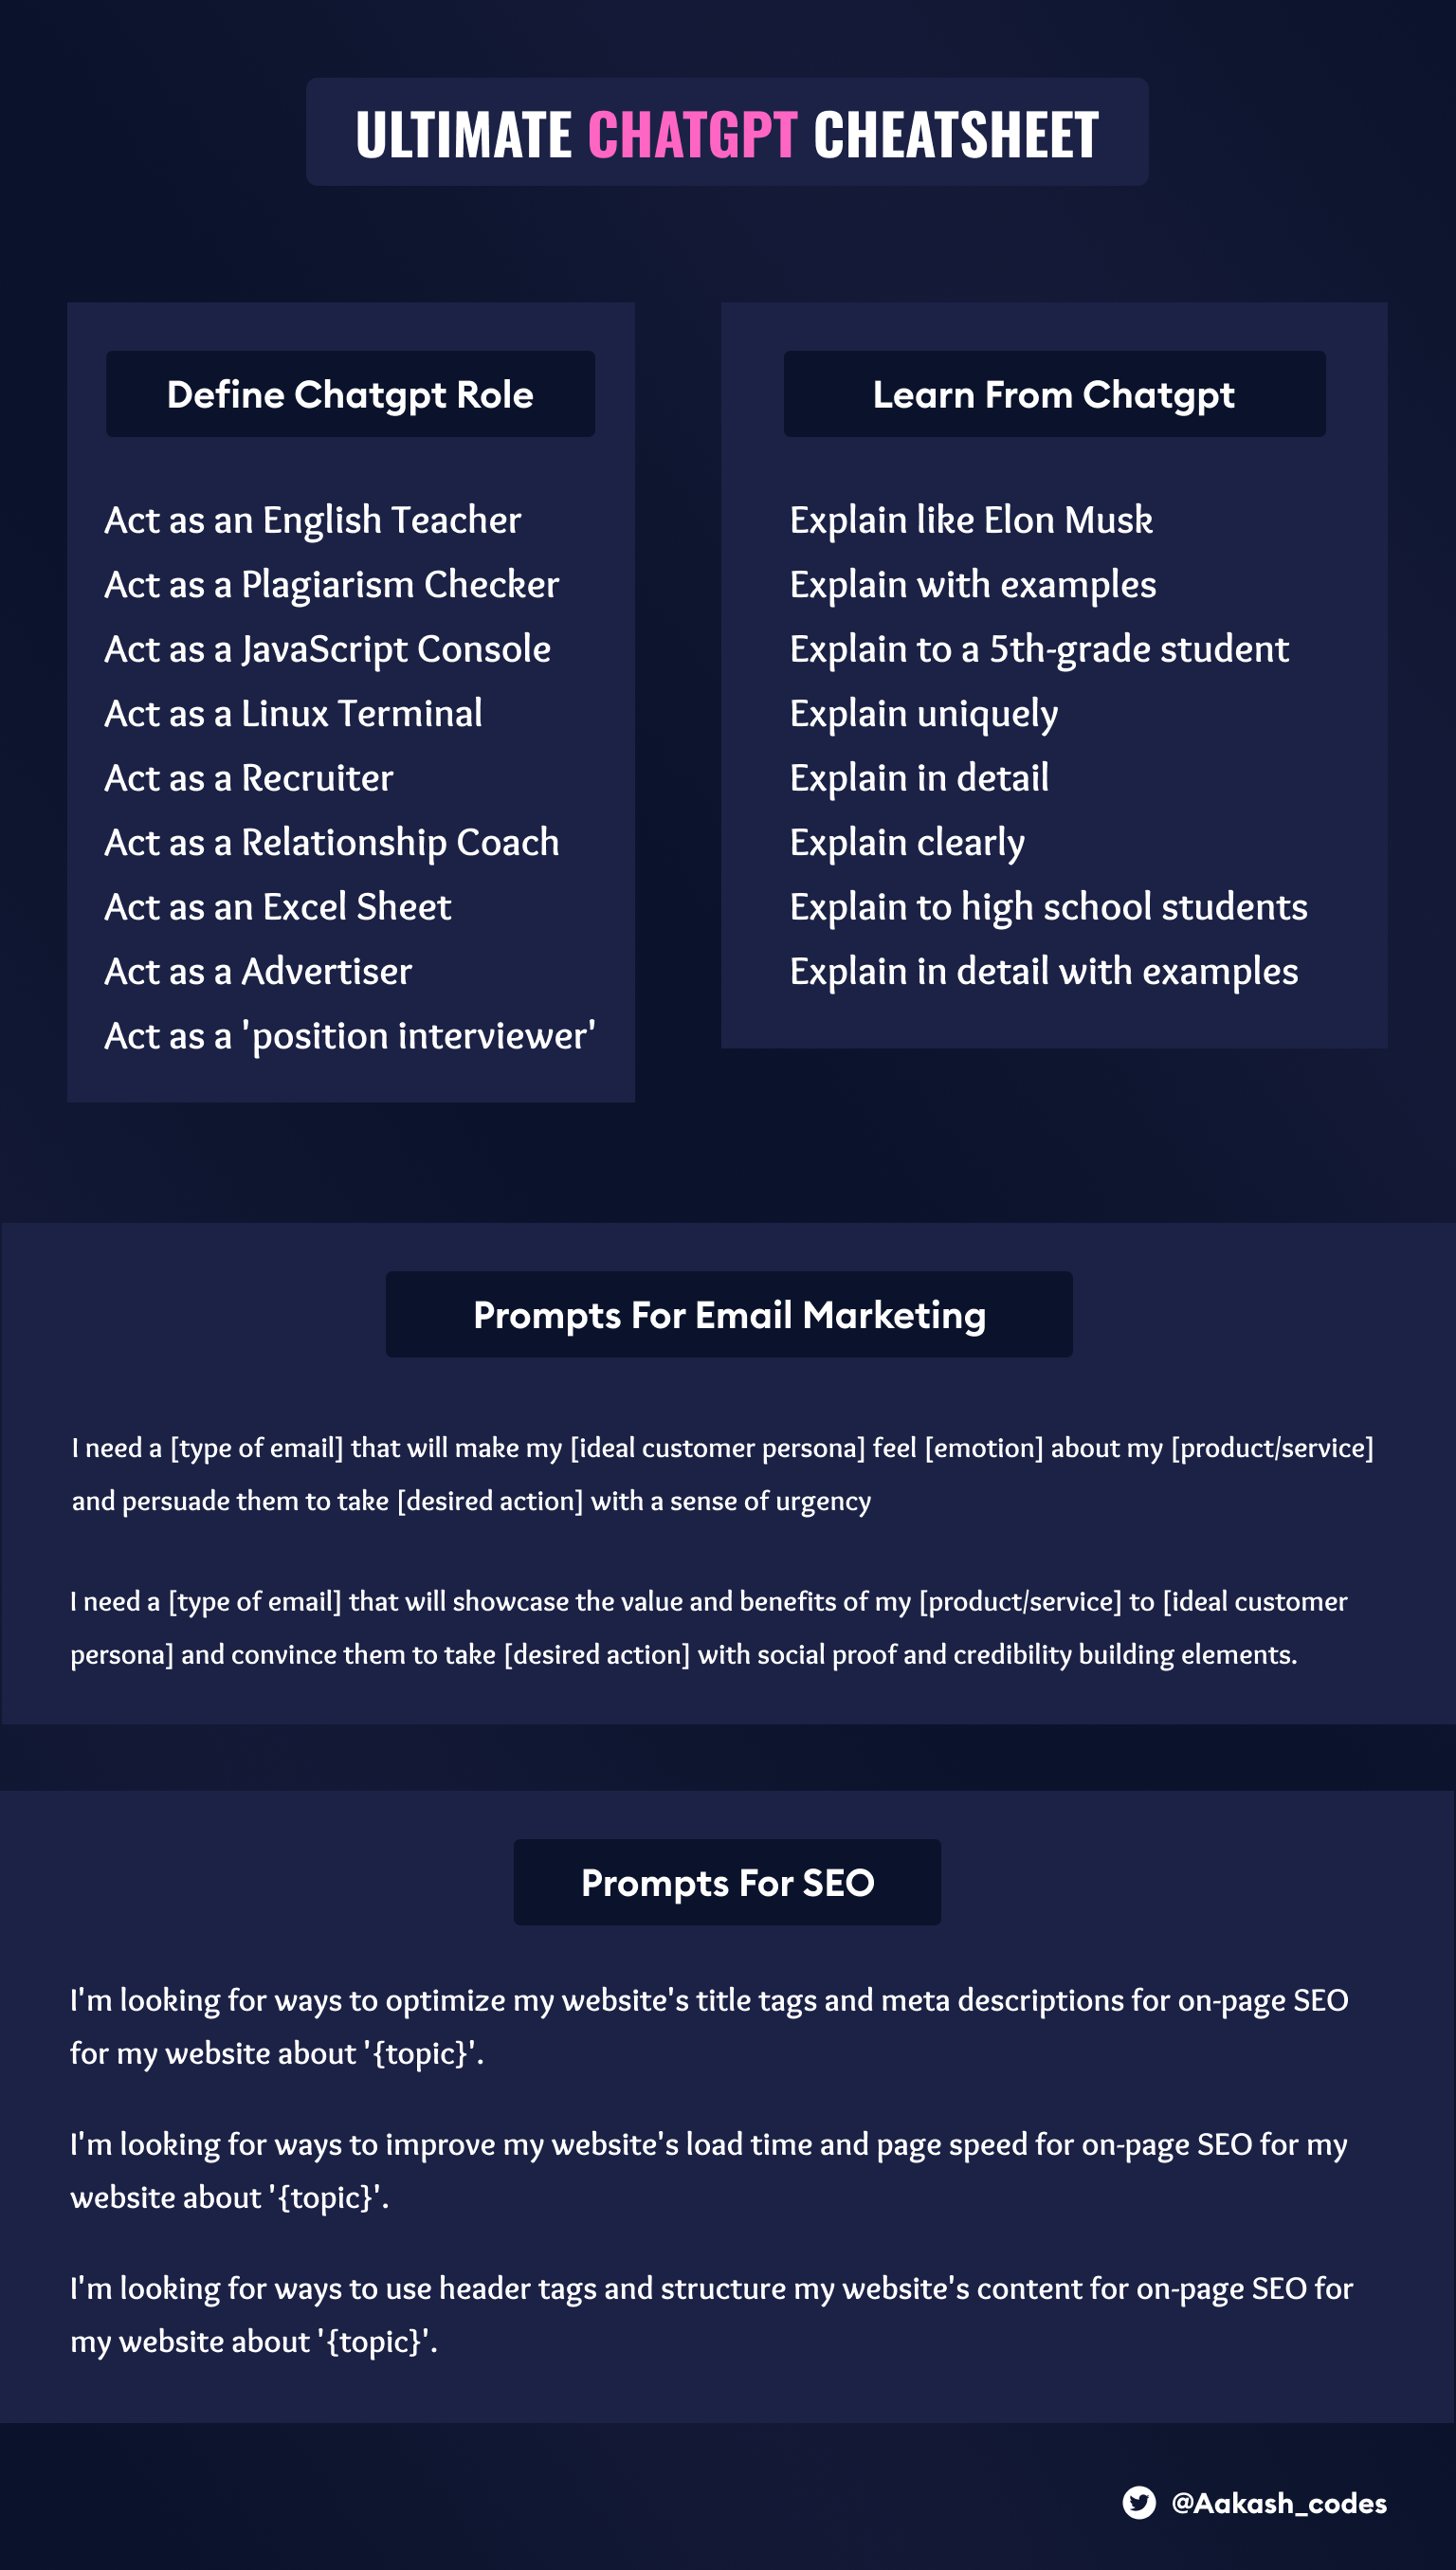 ULTIMATE CHATGPT CHEATSHEET
Define Chatgpt Role
Act as an English Teacher
Act as a Plagiarism Checker
Act as a JavaScript Console
Act as a Linux Terminal
Act as a Recruiter
Act as a Relationship Coach
Act as an Excel Sheet
Act as a Advertiser
Act as a 'position interviewer'
Learn From Chatgpt
Explain like Elon Musk
Explain with examples
Explain to a 5th-grade student
Explain uniquely
Explain in detail
Explain clearly
Explain to high school students
Explain in detail with examples
Prompts For Email Marketing
I need a [type of email] that will make my [ideal customer persona] feel [emotion] about my [product/service]
and persuade them to take [desired action] with a sense of urgency
I need a [type of email] that will showcase the value and benefits of my [product/service] to [ideal customer
persona] and convince them to take [desired action] with social proof and credibility building elements.
Prompts For SEO
I'm looking for ways to optimize my website's title tags and meta descriptions for on-page SEO
for my website about '{topic}'.
I'm looking for ways to improve my website's load time and page speed for on-page SEO for my
website about '{topic}'.
I'm looking for ways to use header tags and structure my website's content for on-page SEO for
my website about '{topic}'.
@Aakash_codes